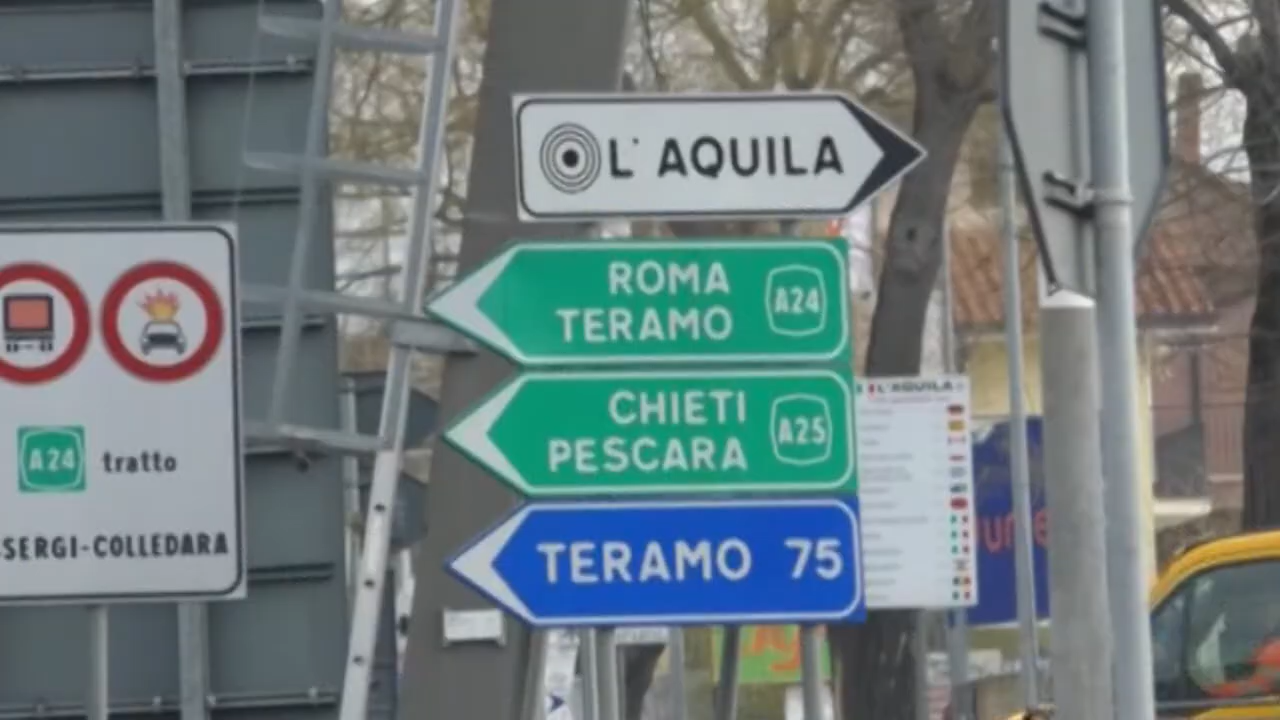 L' AQUILA
ROMA
TERAMO
A24
CHIETI
PESCARA
A25
TERAMO 75
A24 tratto
SERGI-COLLEDARA
L'AQUILA